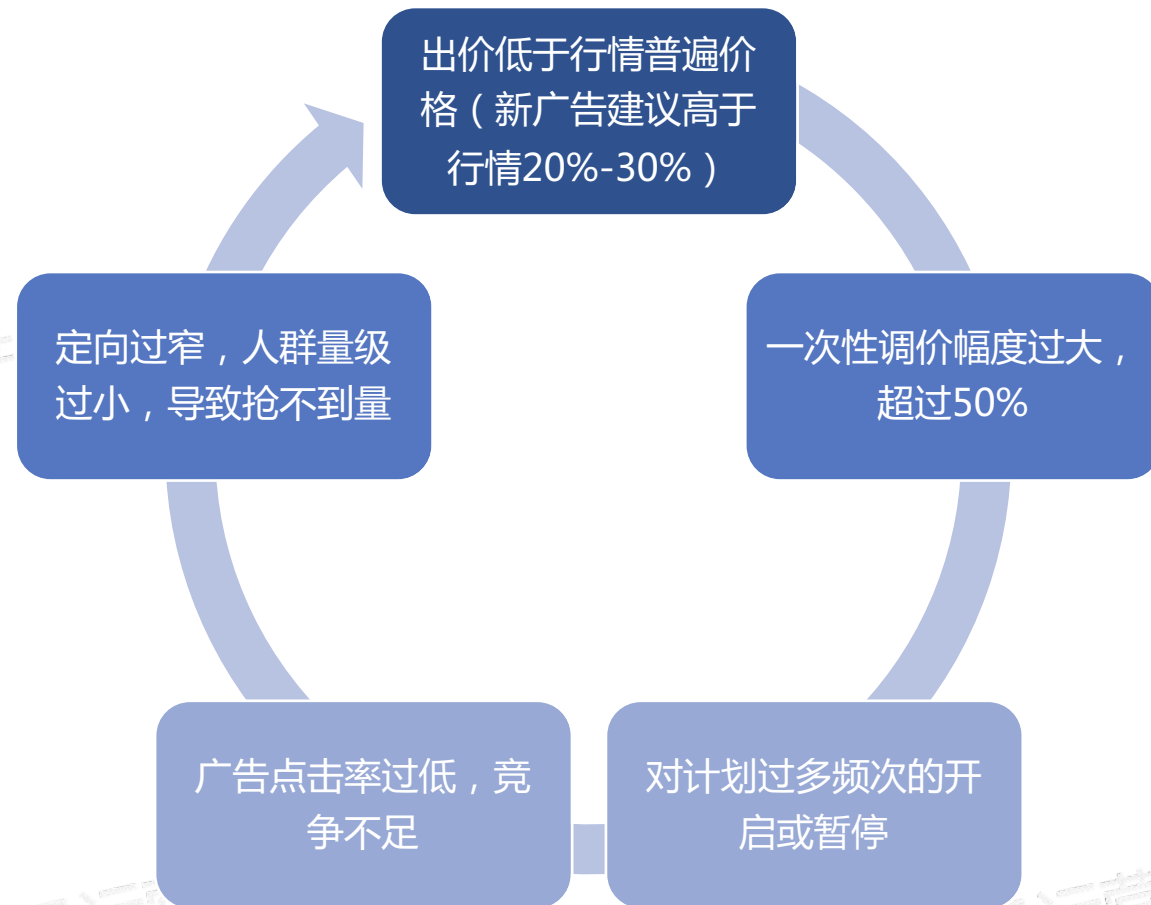 出价低于行情普遍价
格（新广告建议高于
行情20%-30%）
一次性调价幅度过大，
超过50%
对计划过多频次的开
启或暂停
广告点击率过低，竞
争不足
定向过窄，人群量级
过小，导致抢不到量